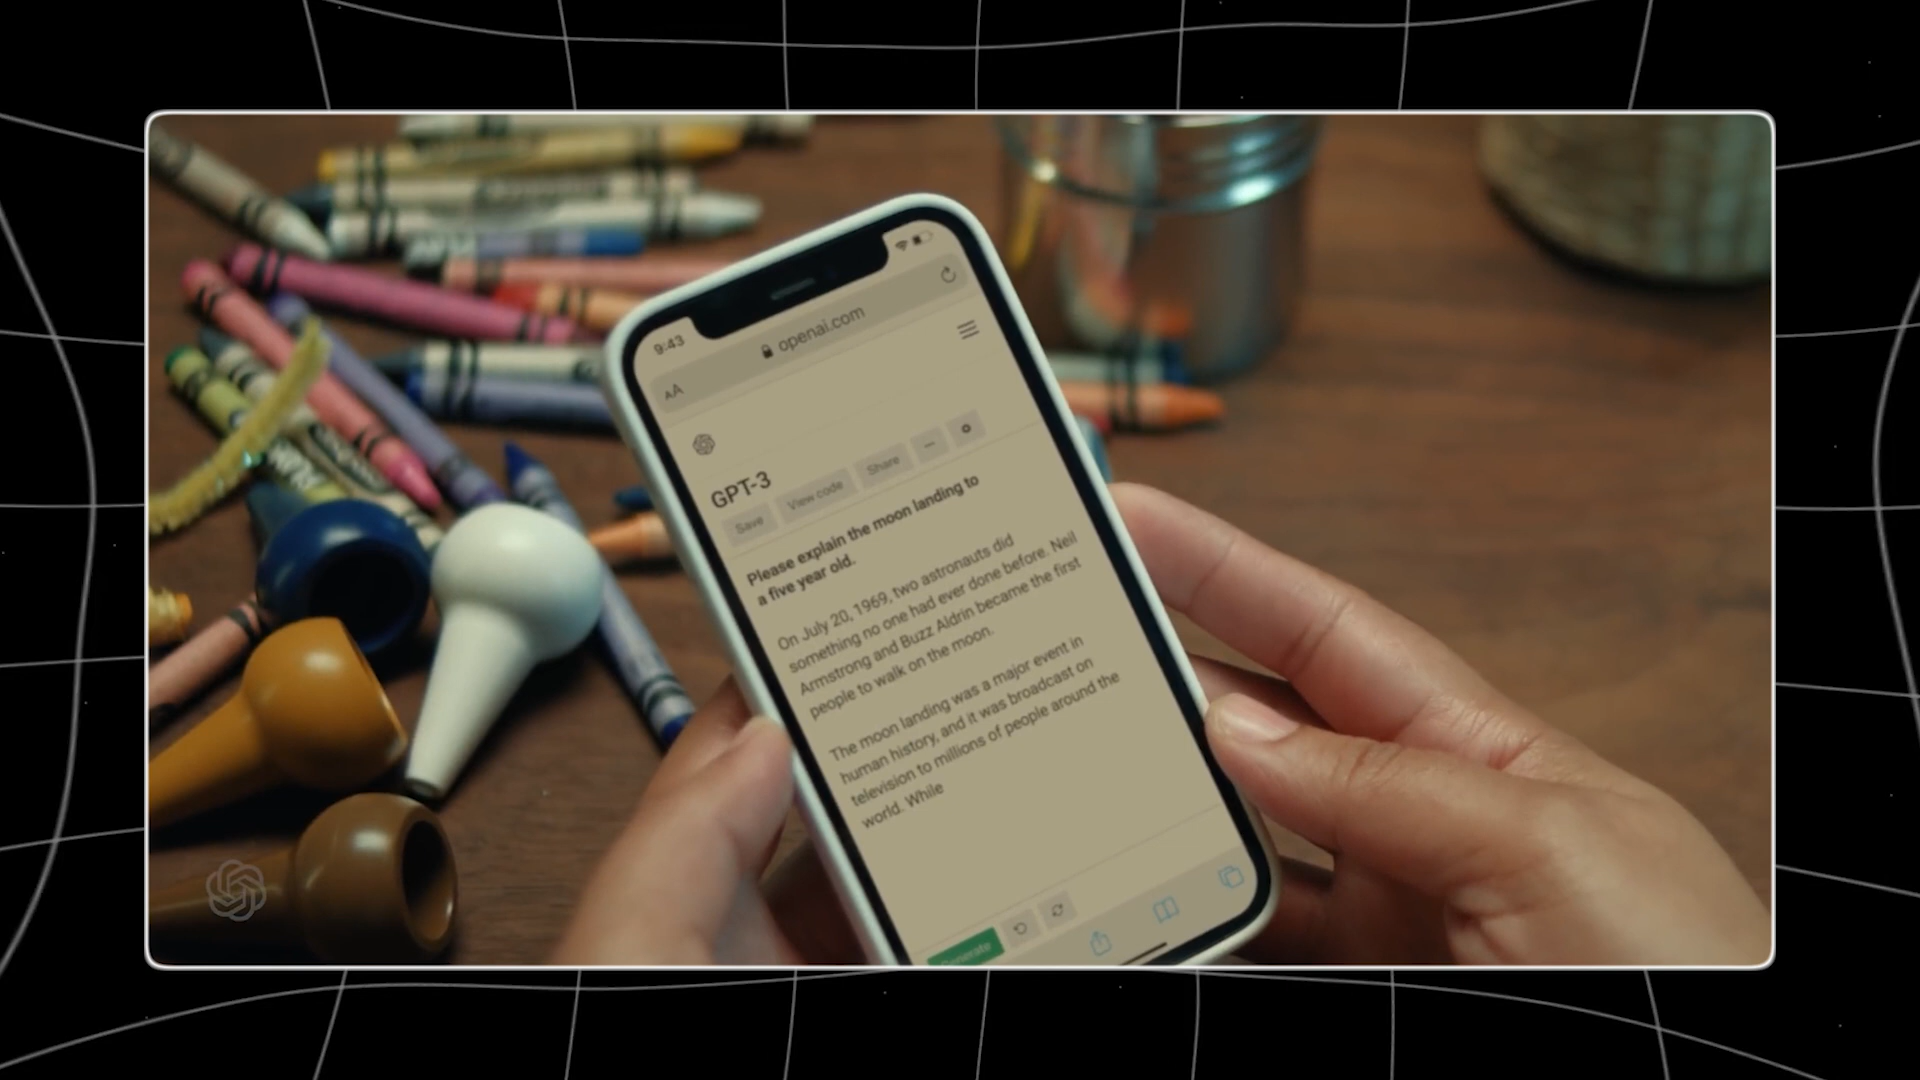 9:43
AA
openai.com
GPT-3
Save
View code
Share
Please explain the moon landing to
a five year old.
On July 20, 1969, two astronauts did
something no one had ever done before. Neil
Armstrong and Buzz Aldrin became the first
people to walk on the moon.
The moon landing was a major event in
human history, and it was broadcast on
television to millions of people around the
world. While
Generate